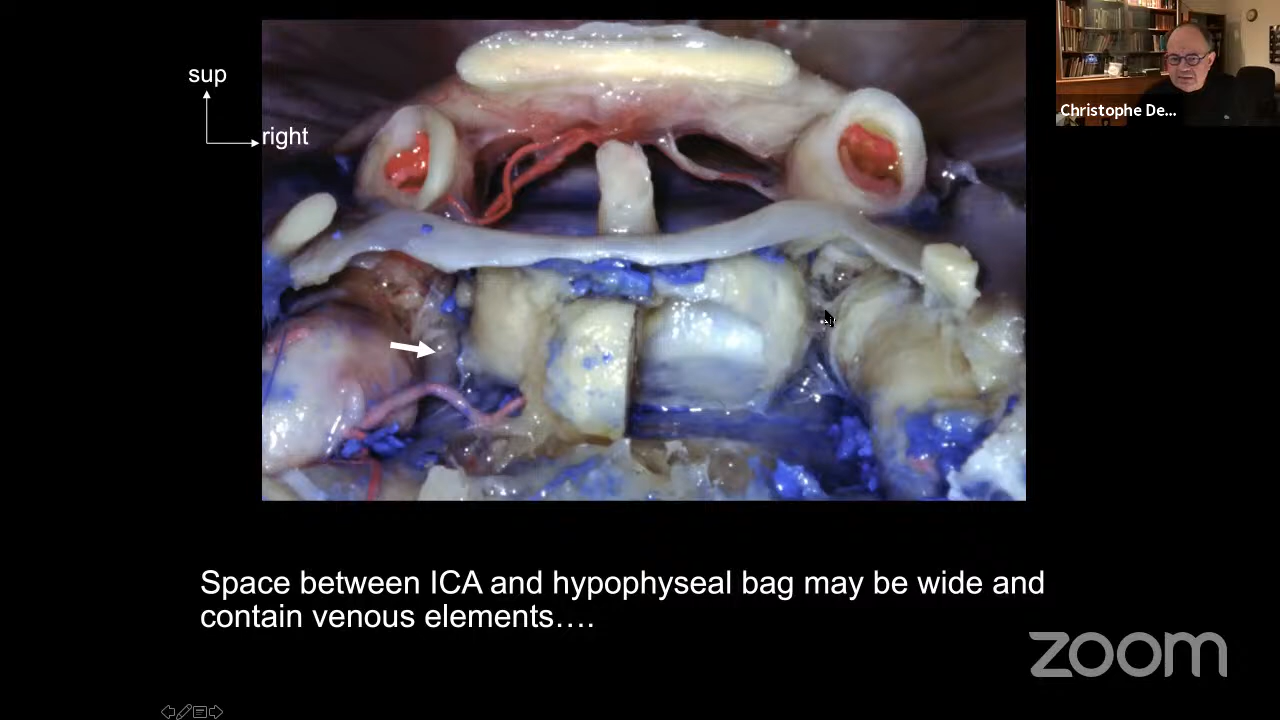 sup
right
Christophe De...
Space between ICA and hypophyseal bag may be wide and
contain venous elements….
zoom